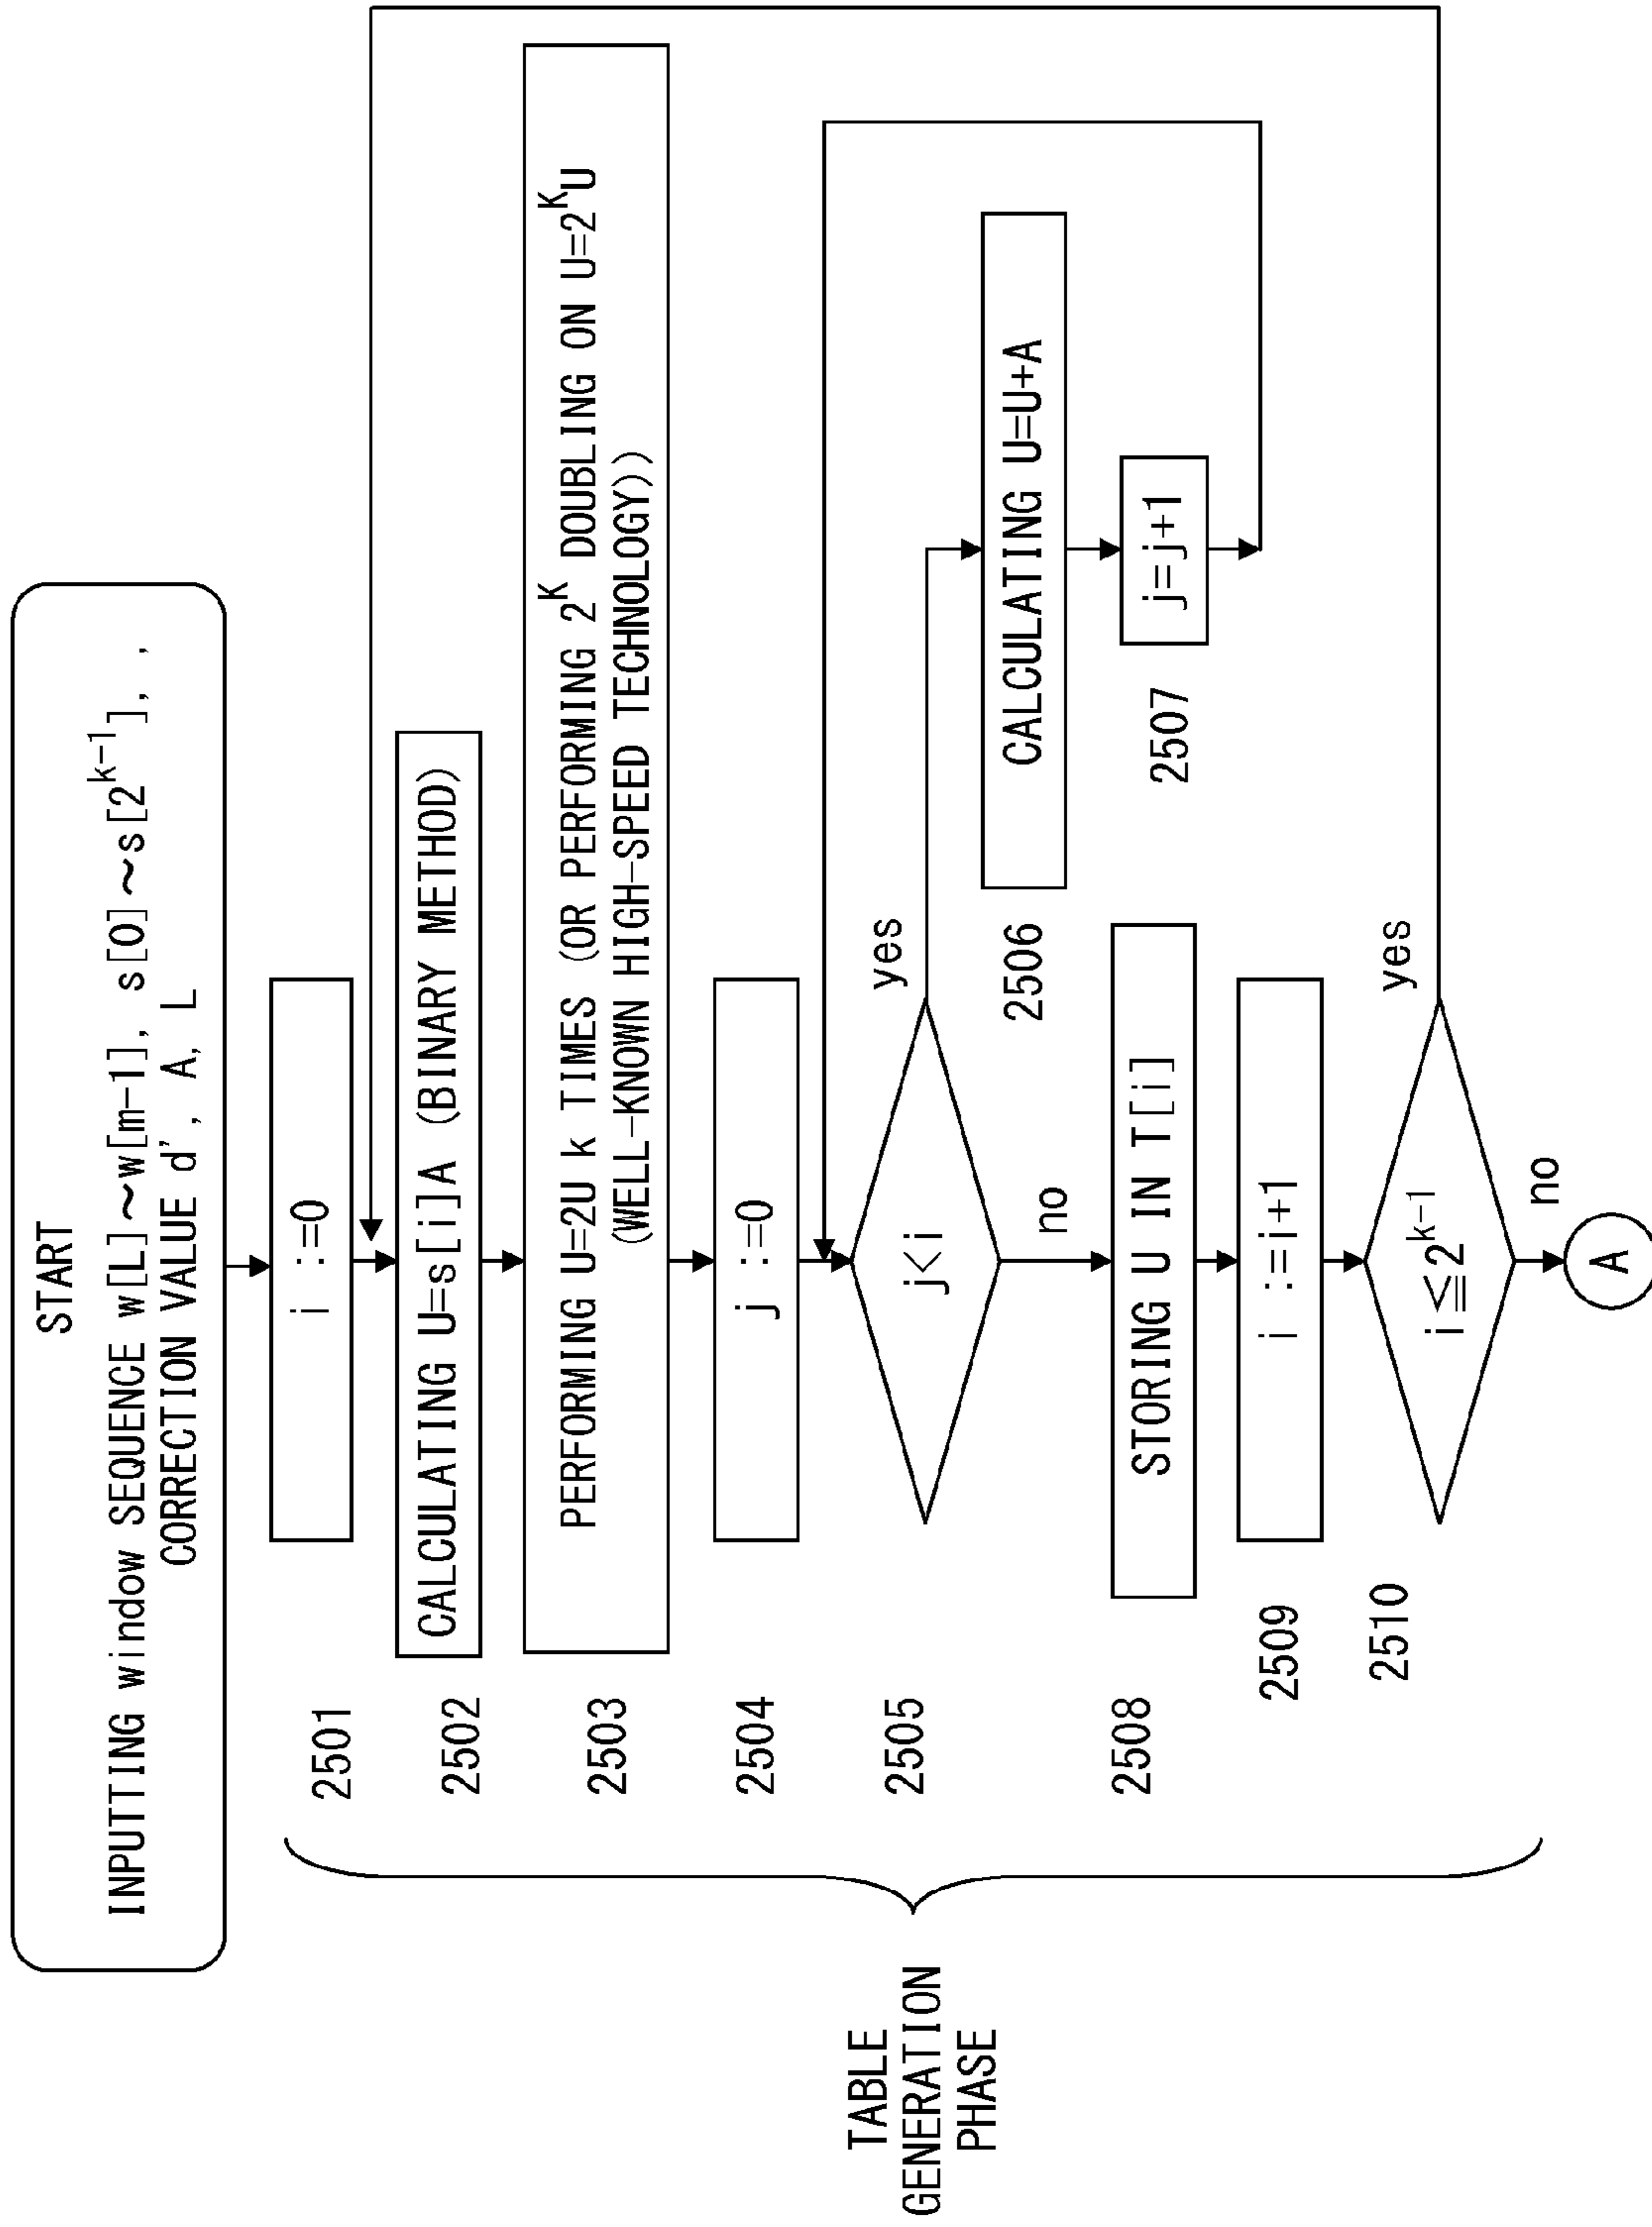 START
INPUTTING window SEQUENCE w[L]~w[m-1], s[0]~s[2^{k-1}], ,
CORRECTION VALUE d', A, L
2501
i :=0
2502
CALCULATING U=s[i]A (BINARY METHOD)
2503
PERFORMING U=2U k TIMES (OR PERFORMING 2^K DOUBLING ON U=2^K U
(WELL-KNOWN HIGH-SPEED TECHNOLOGY))
2504
j :=0
2505
j<i
yes
no
2506
CALCULATING U=U+A
2507
j=j+1
2508
STORING U IN T[i]
2509
i :=i+1
2510
i≦2^{k-1}
yes
no
A
TABLE
GENERATION
PHASE